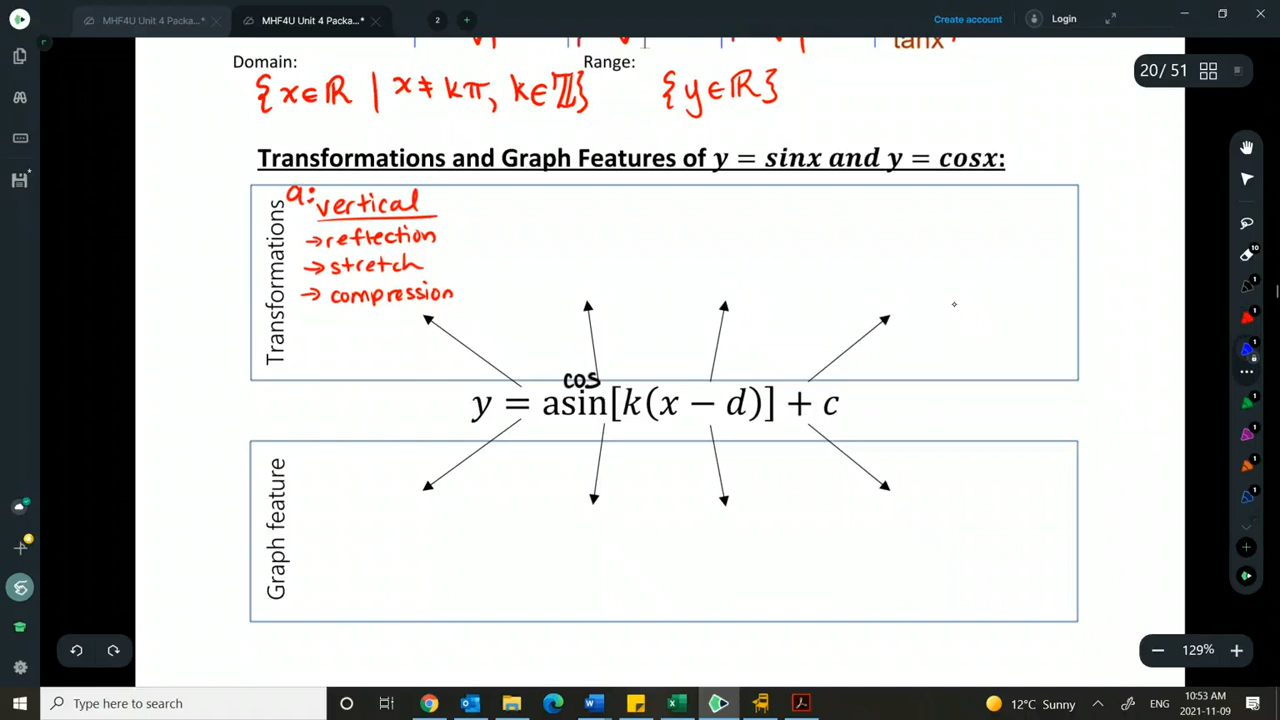 MHF4U Unit 4 Packa...*
MHF4U Unit 4 Packa...*
2
Create account
Login
tanx
Domain:
Range:
{x∈ℝ | x ≠ kπ, k∈ℤ}
{y∈ℝ}
20/ 51
Transformations and Graph Features of y = sinx and y = cosx:
Transformations
a:
vertical
→reflection
→stretch
→ compression
cos
y = asin[k(x − d)] + c
Graph feature
129%
Type here to search
12°C Sunny
ENG
10:53 AM
2021-11-09